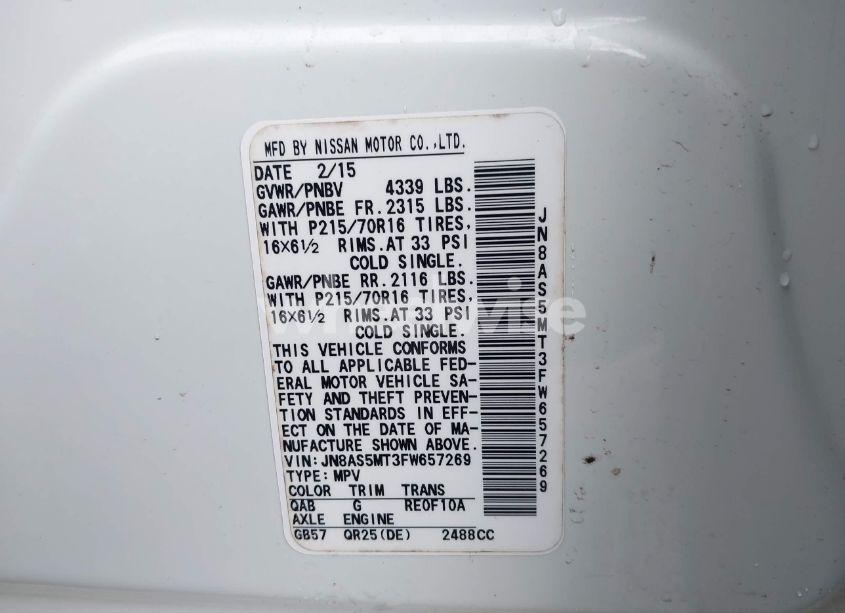 MFD BY NISSAN MOTOR CO.,LTD.
DATE 2/15
GVWR/PNBV 4339 LBS.
GAWR/PNBE FR.2315 LBS.
WITH P215/70R16 TIRES,
16X6½ RIMS.AT 33 PSI
COLD SINGLE.
GAWR/PNBE RR.2116 LBS.
WITH P215/70R16 TIRES,
16X6½ RIMS.AT 33 PSI
COLD SINGLE.
THIS VEHICLE CONFORMS
TO ALL APPLICABLE FED-
ERAL MOTOR VEHICLE SA-
FETY AND THEFT PREVEN-
TION STANDARDS IN EFF-
ECT ON THE DATE OF MA-
NUFACTURE SHOWN ABOVE.
VIN:JN8AS5MT3FW657269
TYPE:MPV
COLOR TRIM TRANS
QAB G RE0F10A
AXLE ENGINE
GB57 QR25(DE) 2488CC
JN8AS5MT3FW657269